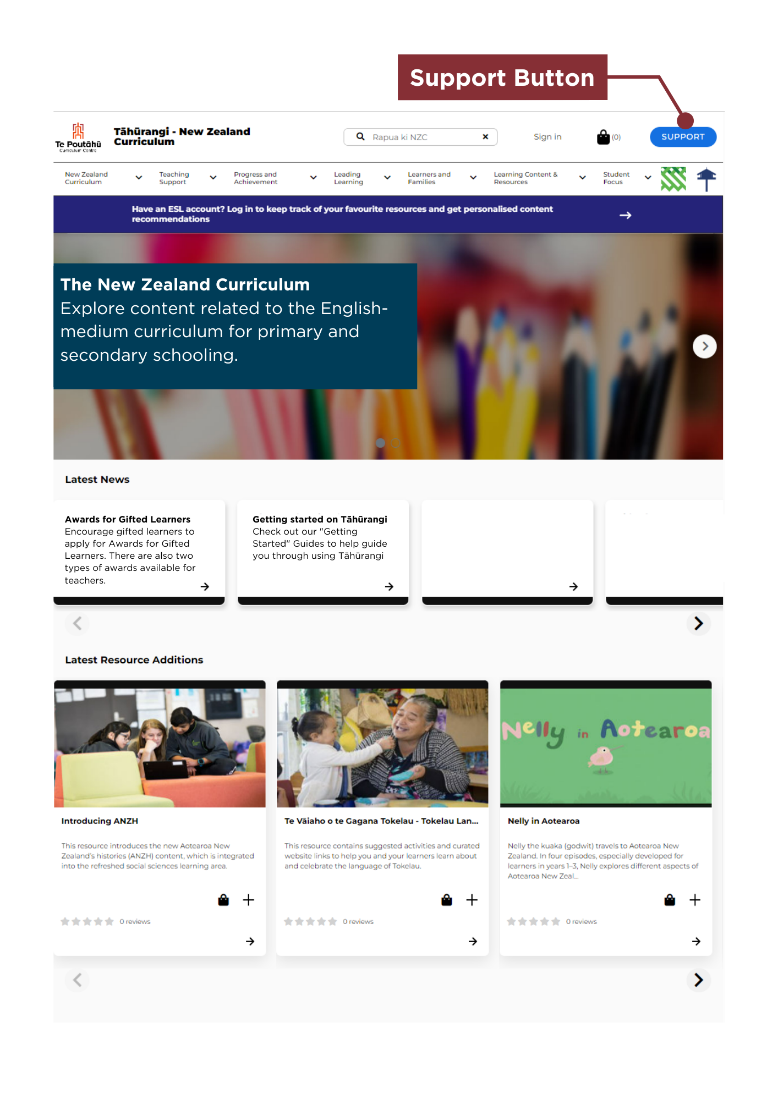 Support Button
Te Poutāhū
Curriculum Centre
Tāhūrangi - New Zealand
Curriculum
Rapua ki NZC
×
Sign in
(0)
SUPPORT
New Zealand
Curriculum
Teaching
Support
Progress and
Achievement
Leading
Learning
Learners and
Families
Learning Content &
Resources
Student
Focus
Have an ESL account? Log in to keep track of your favourite resources and get personalised content
recommendations
The New Zealand Curriculum
Explore content related to the English-
medium curriculum for primary and
secondary schooling.
Latest News
Awards for Gifted Learners
Encourage gifted learners to
apply for Awards for Gifted
Learners. There are also two
types of awards available for
teachers.
Getting started on Tāhūrangi
Check out our "Getting
Started" Guides to help guide
you through using Tāhūrangi
Latest Resource Additions
Nelly in Aotearoa
Introducing ANZH
This resource introduces the new Aotearoa New
Zealand's histories (ANZH) content, which is integrated
into the refreshed social sciences learning area.
0 reviews
Te Vāiaho o te Gagana Tokelau - Tokelau Lan...
This resource contains suggested activities and curated
website links to help you and your learners learn about
and celebrate the language of Tokelau.
0 reviews
Nelly in Aotearoa
Nelly the kuaka (godwit) travels to Aotearoa New
Zealand. In four episodes, especially developed for
learners in years 1–3, Nelly explores different aspects of
Aotearoa New Zeal...
0 reviews